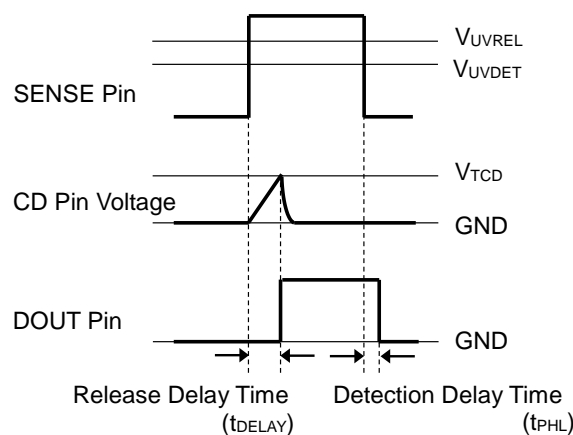 VUVREL
VUVDET
SENSE Pin
VTCD
CD Pin Voltage
GND
DOUT Pin
GND
Release Delay Time
(tDELAY)
Detection Delay Time
(tPHL)